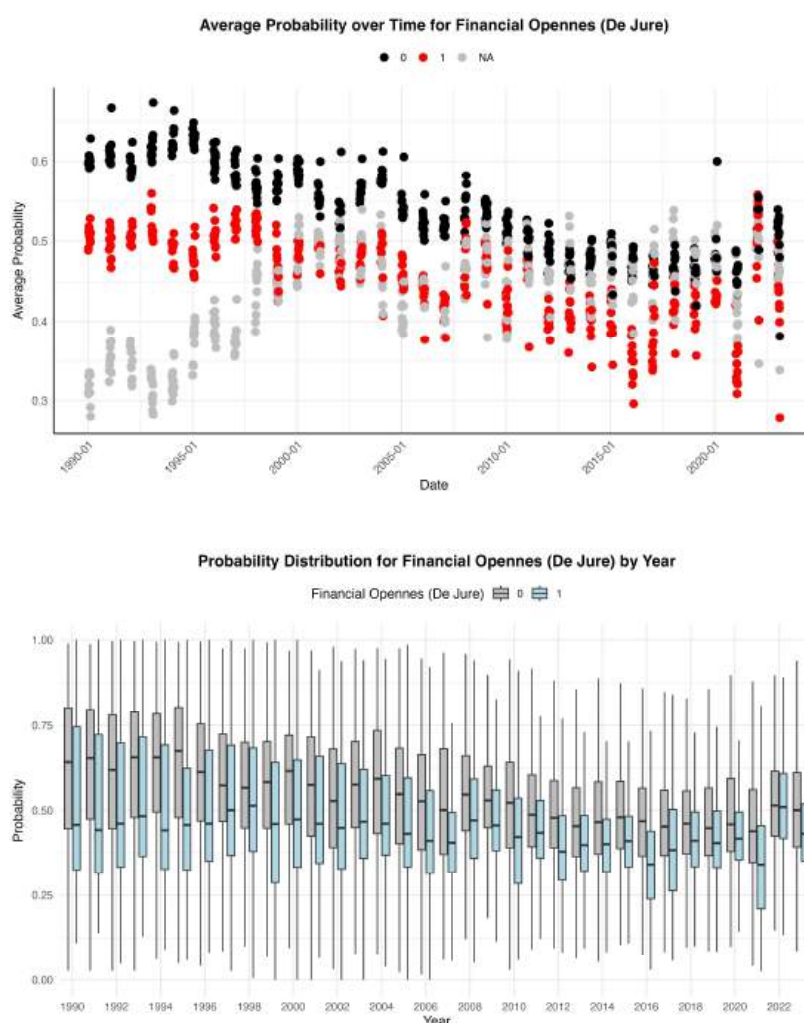 Average Probability over Time for Financial Opennes (De Jure)
0 1 NA
Average Probability
0.6
0.5
0.4
0.3
1990-01 1995-01 2000-01 2005-01 2010-01 2015-01 2020-01
Date
Probability Distribution for Financial Opennes (De Jure) by Year
Financial Opennes (De Jure) 0 1
Probability
1.00
0.75
0.50
0.25
0.00
1990 1992 1994 1996 1998 2000 2002 2004 2006 2008 2010 2012 2014 2016 2018 2020 2022
Year